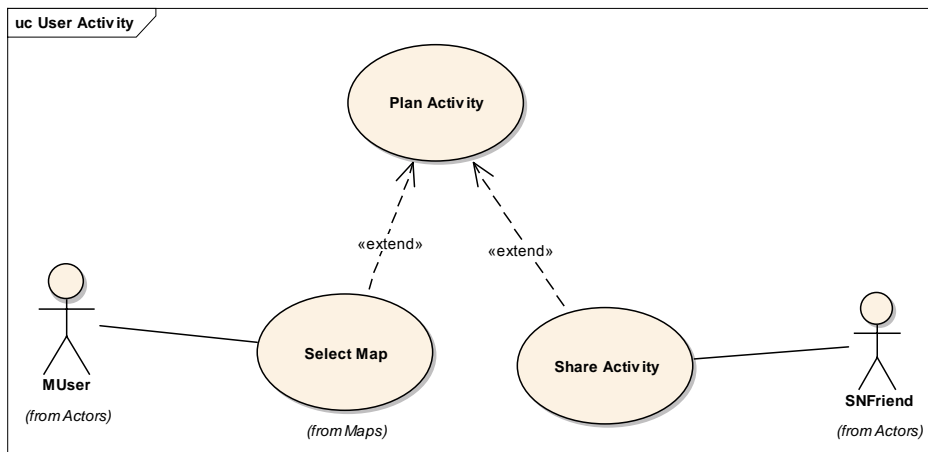 uc User Activity
Plan Activity
«extend»
«extend»
Select Map
Share Activity
MUser
SNFriend
(from Actors)
(from Maps)
(from Actors)